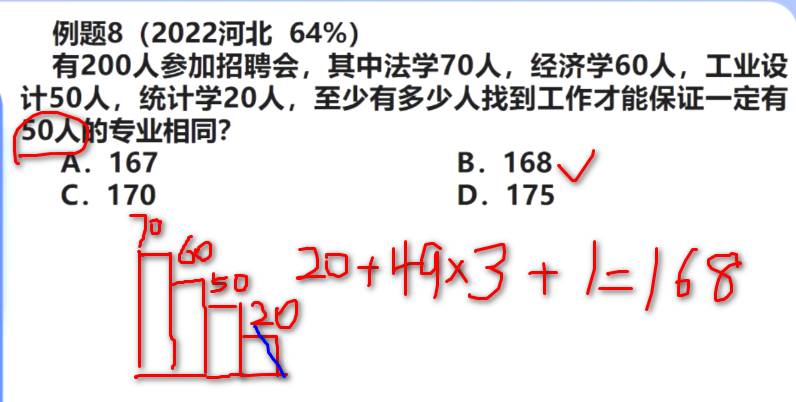 例题8（2022河北 64%）
有200人参加招聘会，其中法学70人，经济学60人，工业设
计50人，统计学20人，至少有多少人找到工作才能保证一定有
50人的专业相同？
A. 167
B. 168
C. 170
D. 175
70
60
50
20
20+49×3+1=168